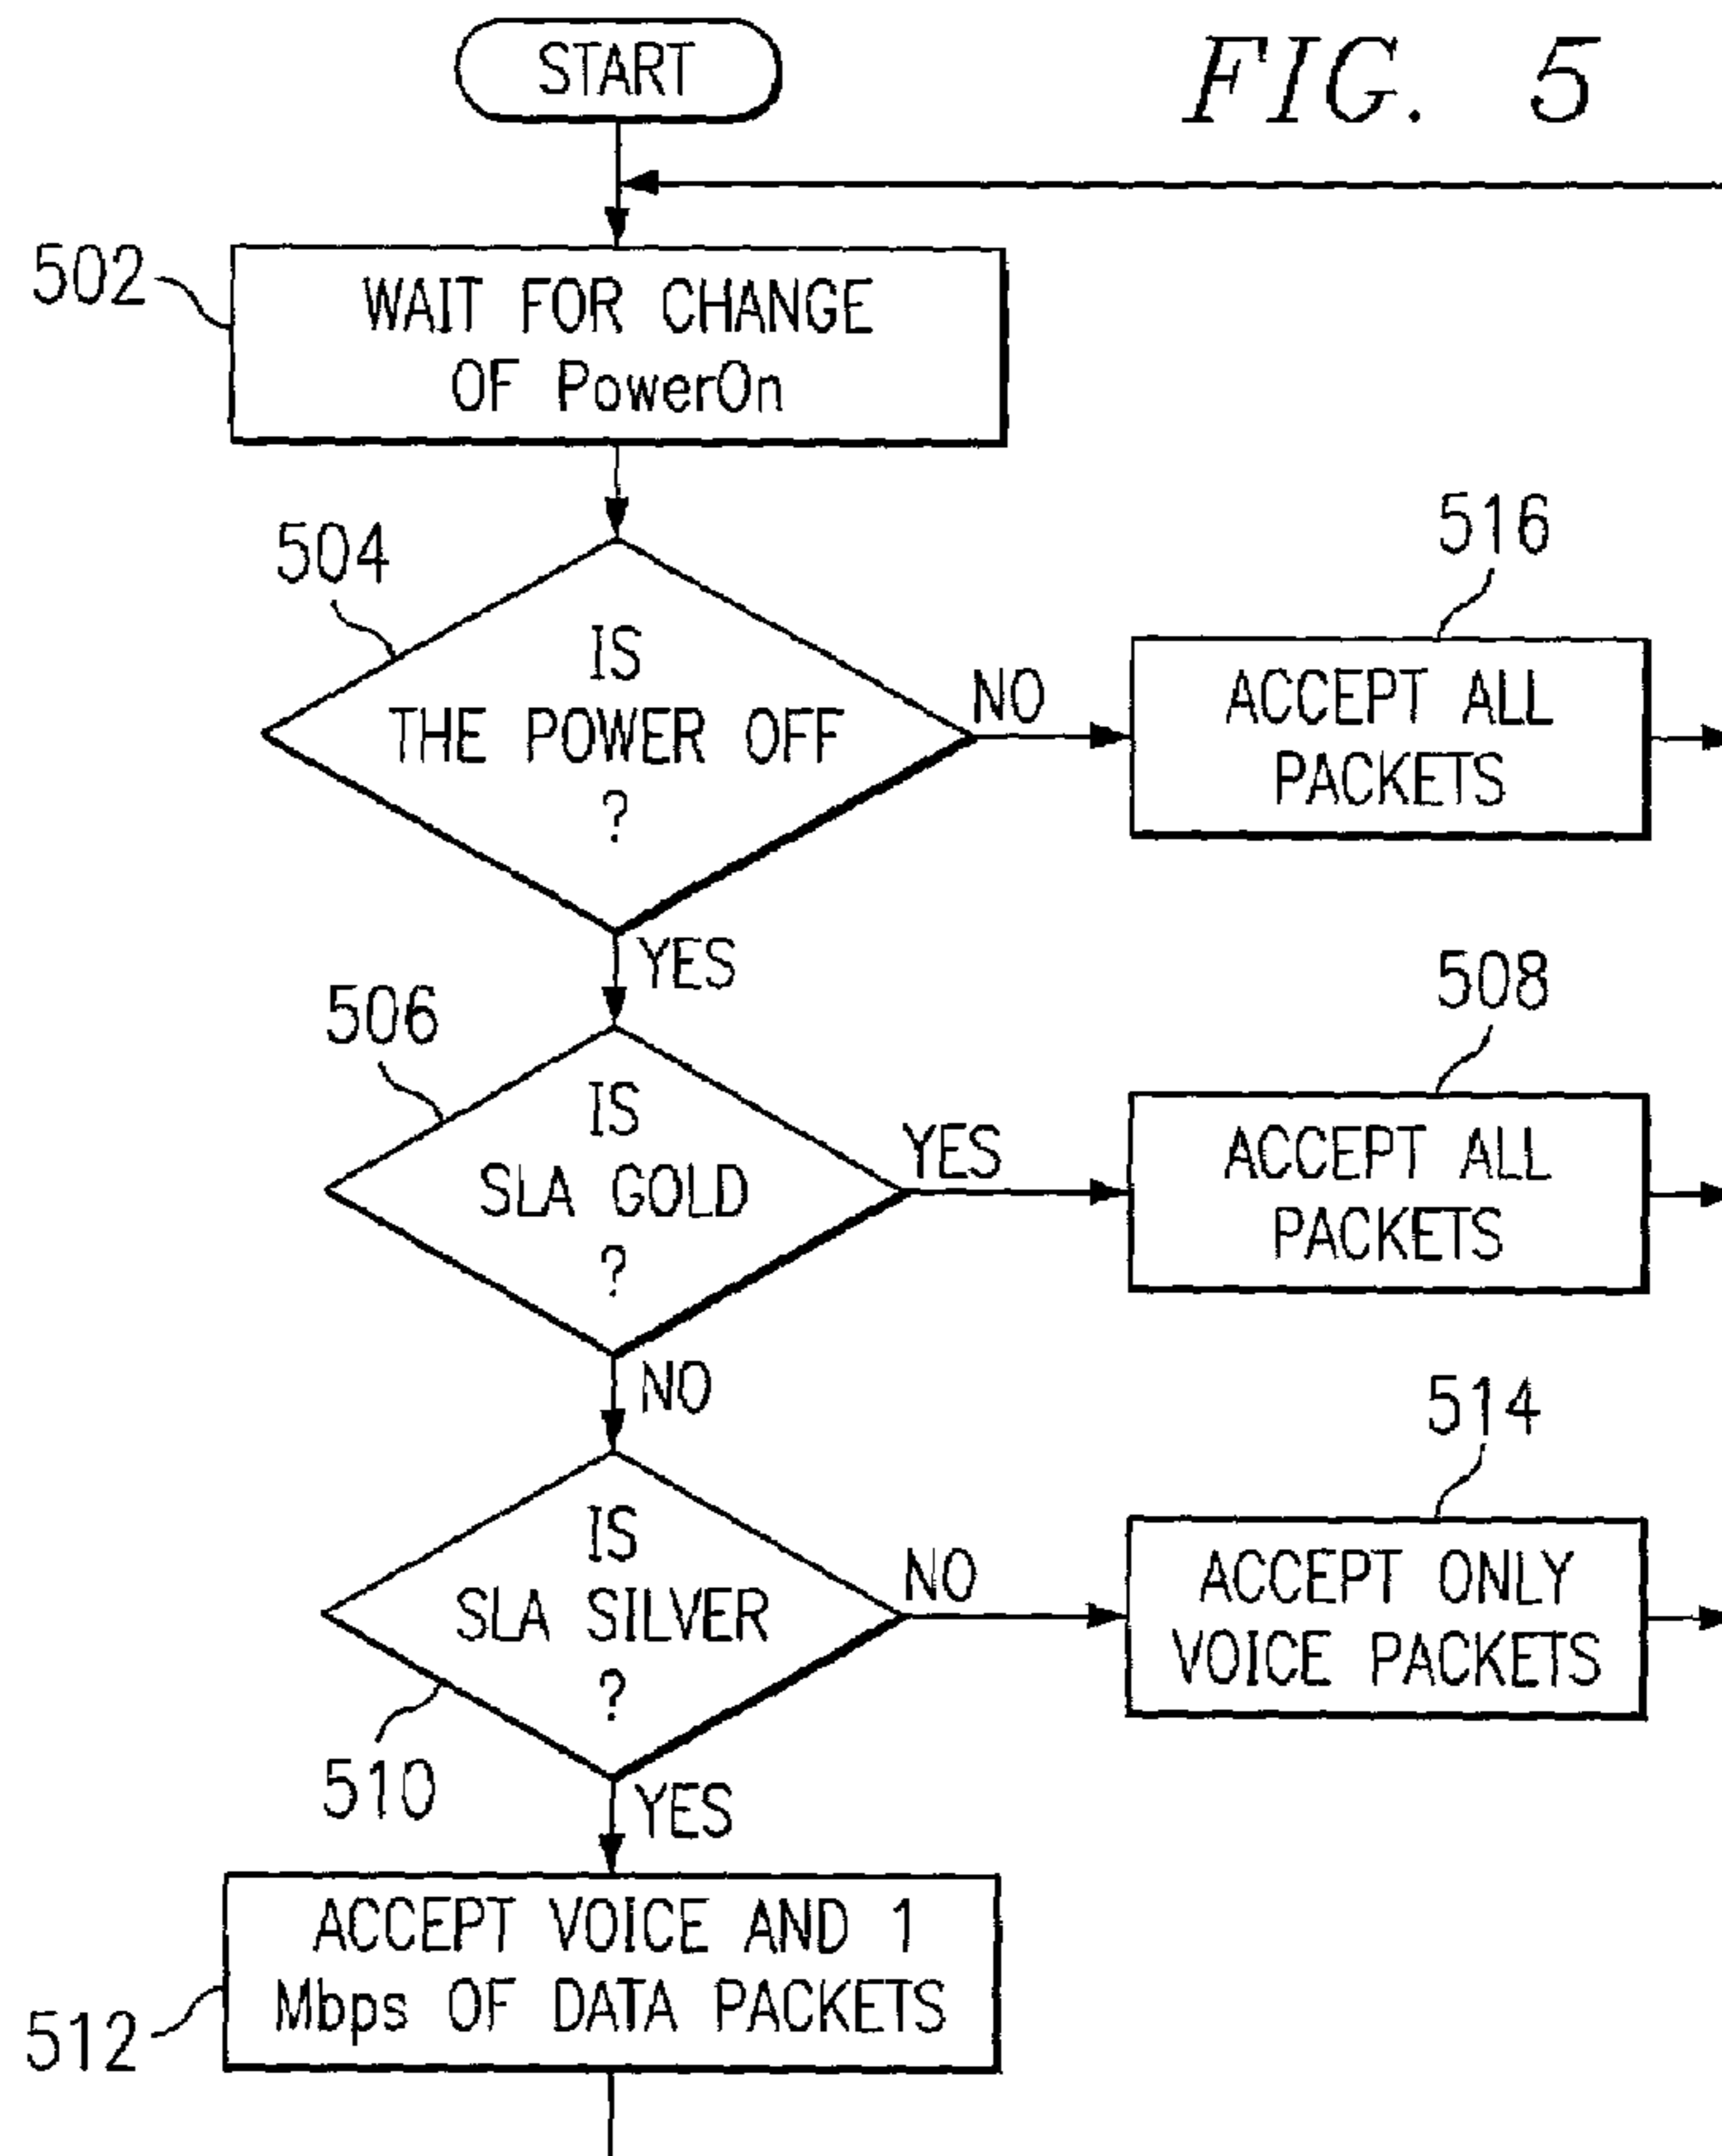 START
FIG. 5
502
WAIT FOR CHANGE
OF PowerOn
504
IS
THE POWER OFF
?
NO
516
ACCEPT ALL
PACKETS
YES
506
IS
SLA GOLD
?
YES
508
ACCEPT ALL
PACKETS
NO
IS
SLA SILVER
?
510
NO
514
ACCEPT ONLY
VOICE PACKETS
YES
ACCEPT VOICE AND 1
Mbps OF DATA PACKETS
512